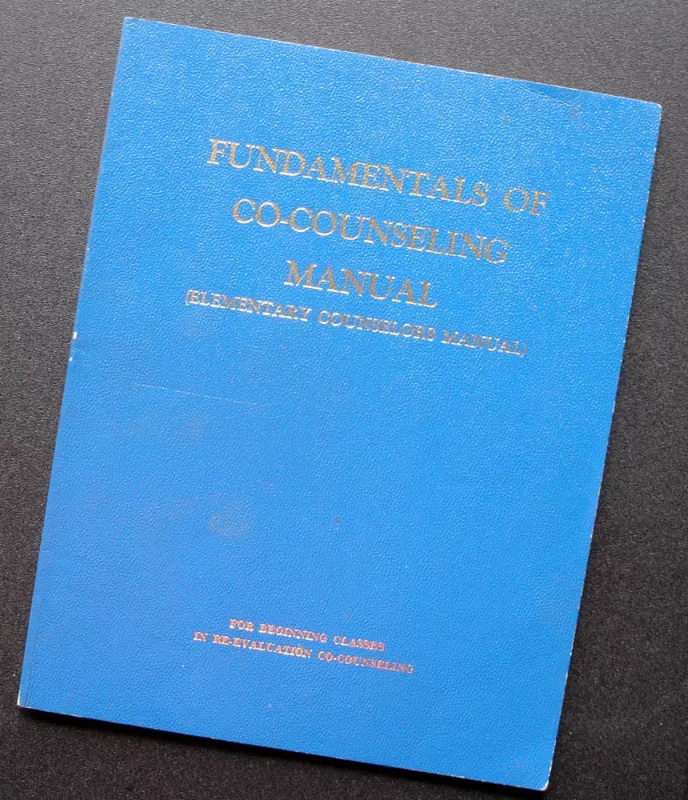 FUNDAMENTALS OF
CO-COUNSELING
MANUAL
(ELEMENTARY COUNSELORS MANUAL)
FOR BEGINNING CLASSES
IN RE-EVALUATION CO-COUNSELING